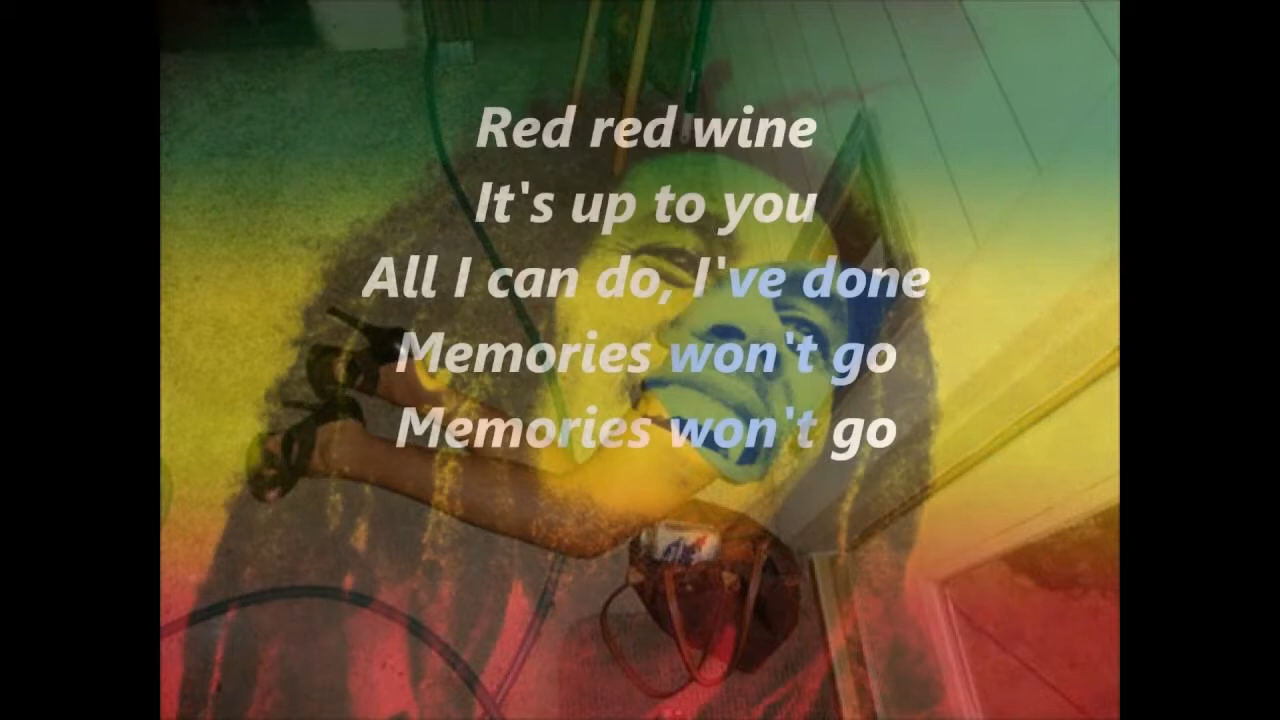 Red red wine
It's up to you
All I can do, I've done
Memories won't go
Memories won't go